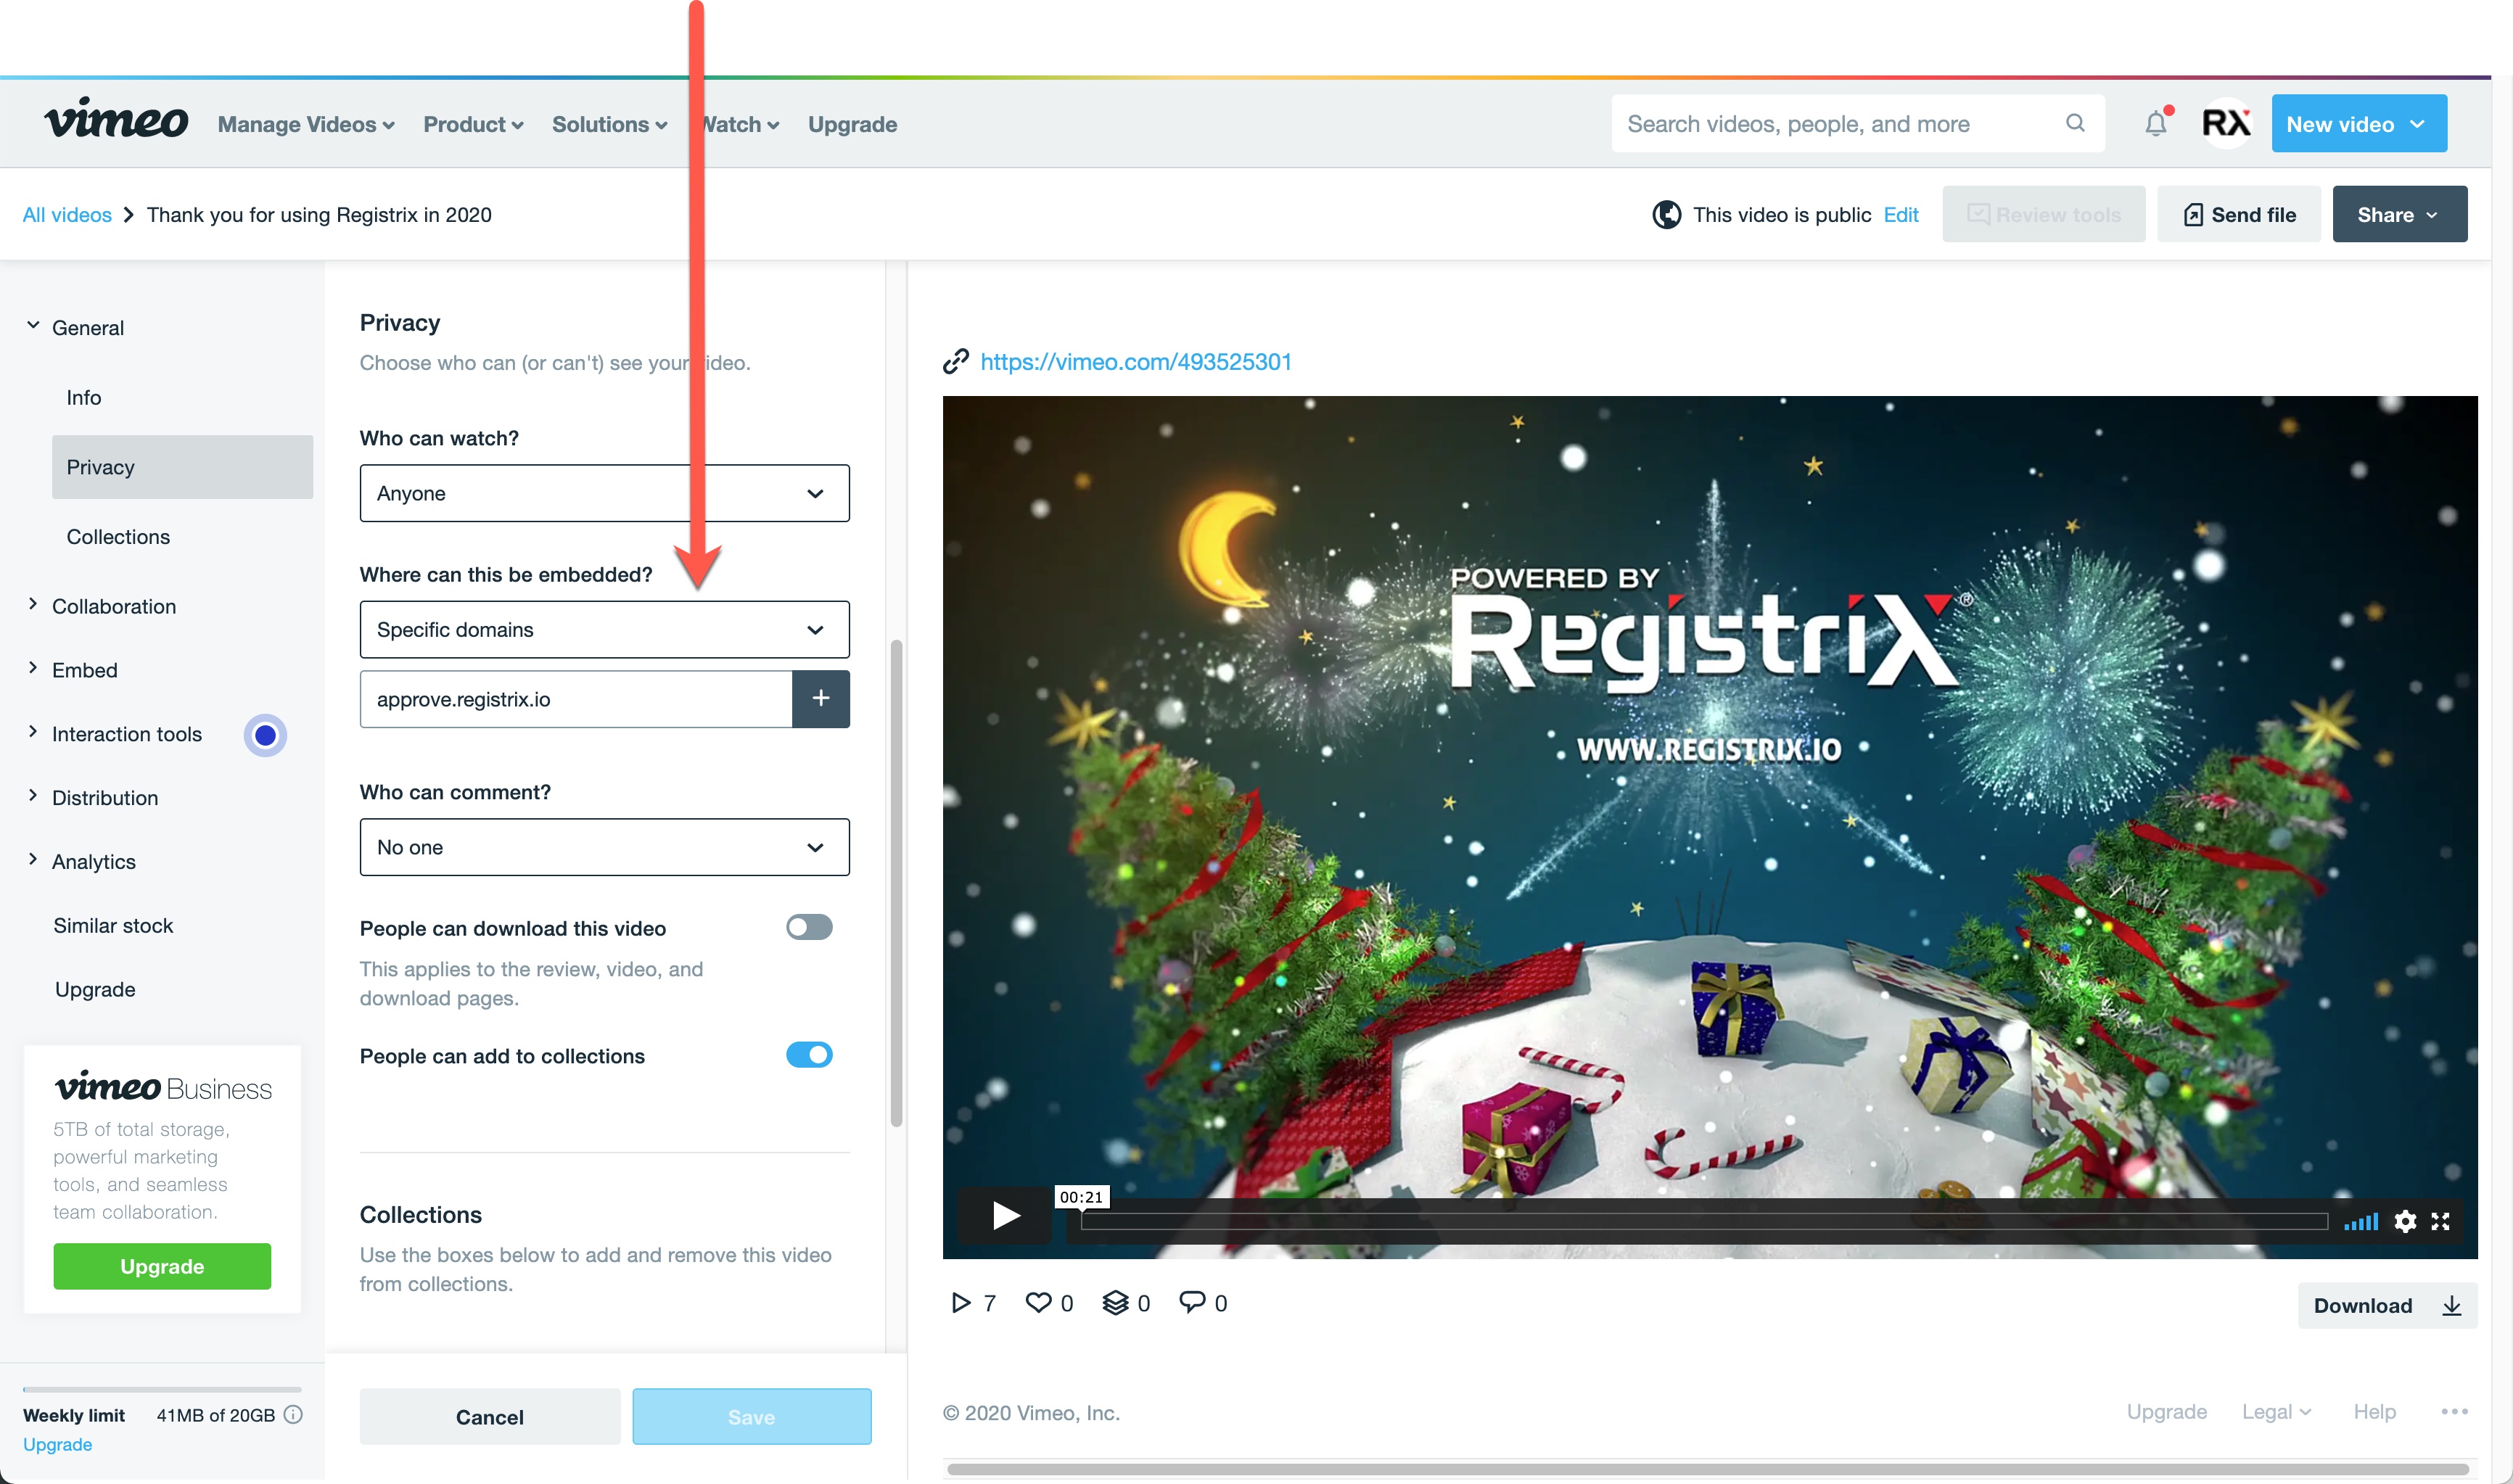 vimeo Manage Videos Product Solutions Watch Upgrade Search videos, people, and more RX New video
All videos Thank you for using Registrix in 2020 This video is public Edit Review tools Send file Share
General
Info
Privacy
Collections
Collaboration
Embed
Interaction tools
Distribution
Analytics
Similar stock
Upgrade
vimeo Business
5TB of total storage,
powerful marketing
tools, and seamless
team collaboration.
Upgrade
Weekly limit 41MB of 20GB
Upgrade
Privacy
Choose who can (or can't) see your video.
Who can watch?
Anyone
Where can this be embedded?
Specific domains
approve.registrix.io
Who can comment?
No one
People can download this video
This applies to the review, video, and
download pages.
People can add to collections
Collections
Use the boxes below to add and remove this video
from collections.
Cancel Save
https://vimeo.com/493525301
POWERED BY
RegistriX®
WWW.REGISTRIX.IO
00:21
7 0 0 0
Download
© 2020 Vimeo, Inc. Upgrade Legal Help